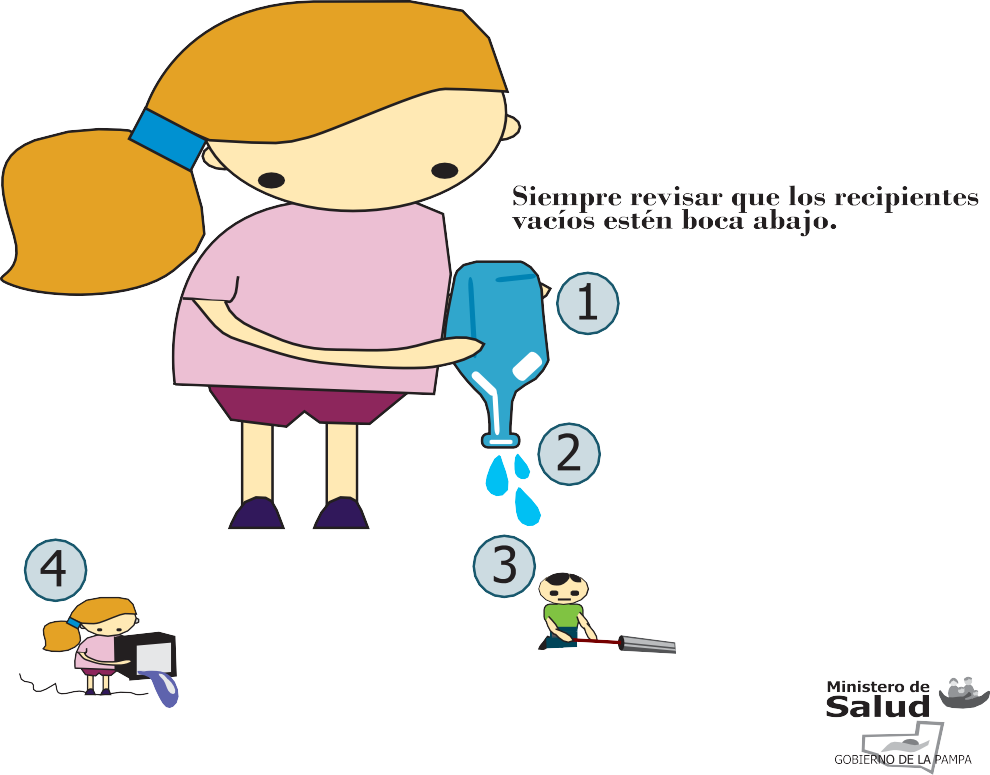 Siempre revisar que los recipientes
vacíos estén boca abajo.
1
2
3
4
Ministero de
Salud
GOBIERNO DE LA PAMPA